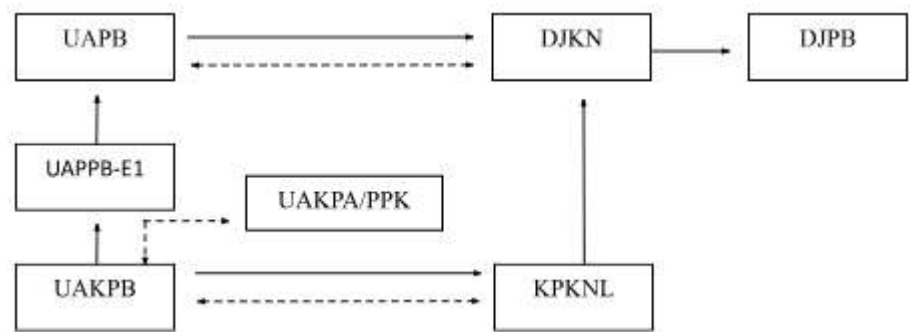 UAPB
DJKN
DJPB
UAPPB-E1
UAKPA/PPK
UAKPB
KPKNL